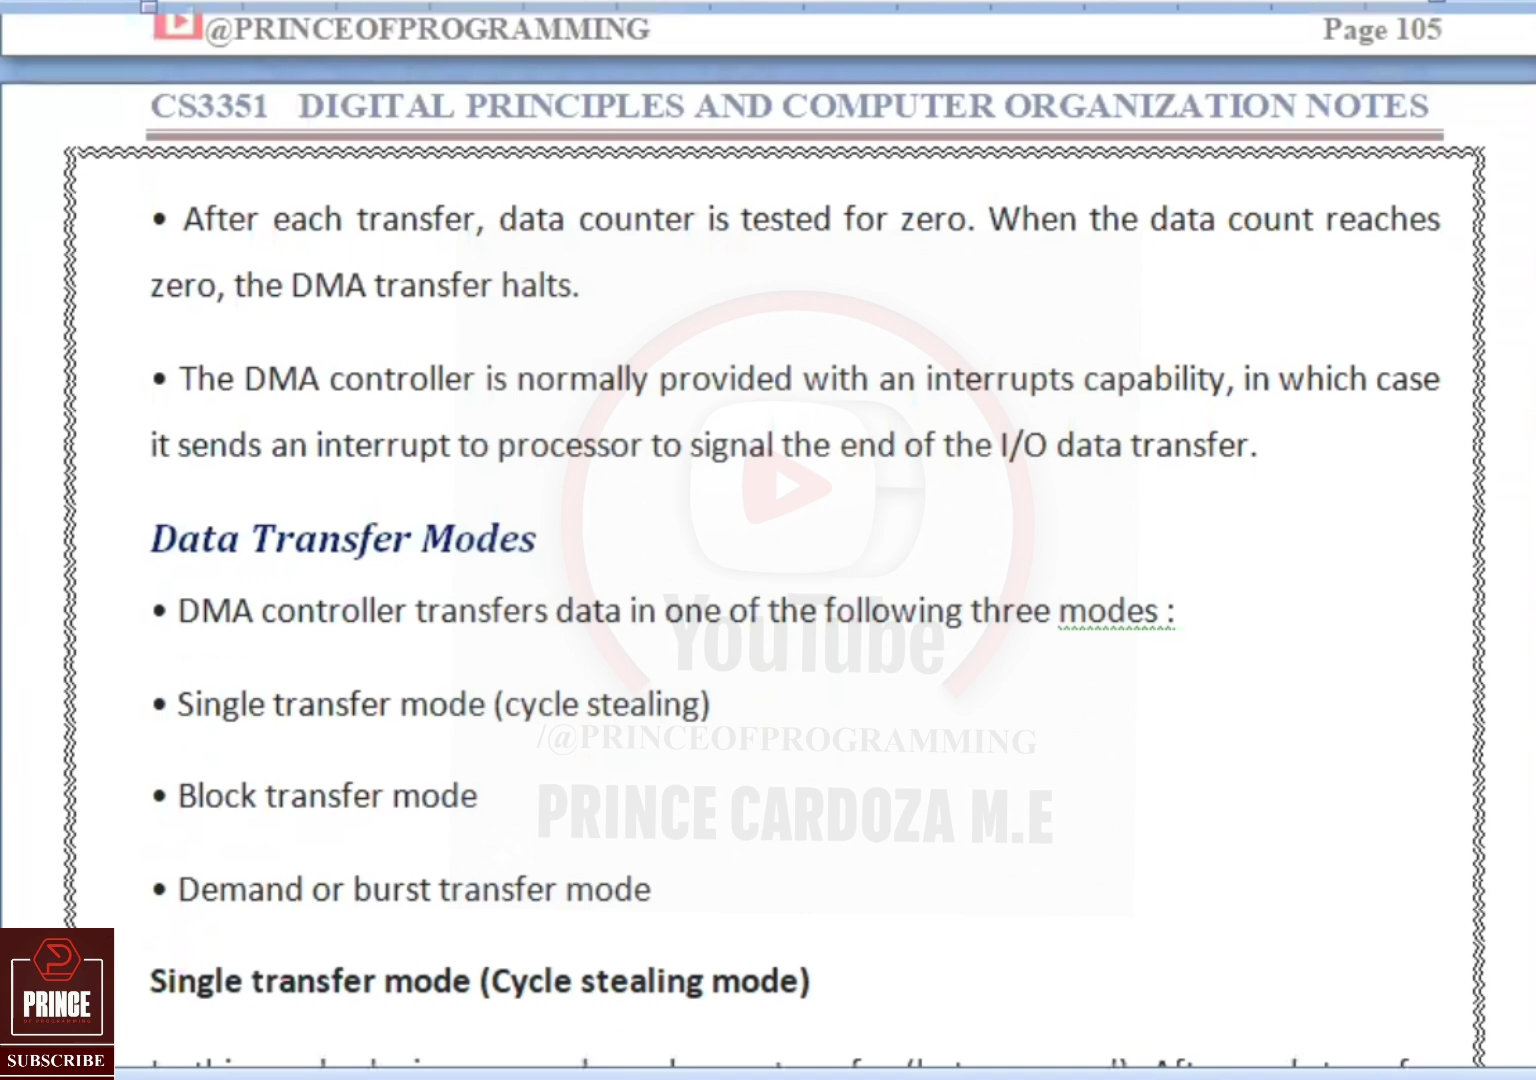 @PRINCEOFPROGRAMMING Page 105
CS3351 DIGITAL PRINCIPLES AND COMPUTER ORGANIZATION NOTES
• After each transfer, data counter is tested for zero. When the data count reaches
zero, the DMA transfer halts.
• The DMA controller is normally provided with an interrupts capability, in which case
it sends an interrupt to processor to signal the end of the I/O data transfer.
Data Transfer Modes
• DMA controller transfers data in one of the following three modes :
YouTube
• Single transfer mode (cycle stealing)
/@PRINCEOFPROGRAMMING
• Block transfer mode
PRINCE CARDOZA M.E
• Demand or burst transfer mode
Single transfer mode (Cycle stealing mode)
PRINCE
OF PROGRAMMING
SUBSCRIBE